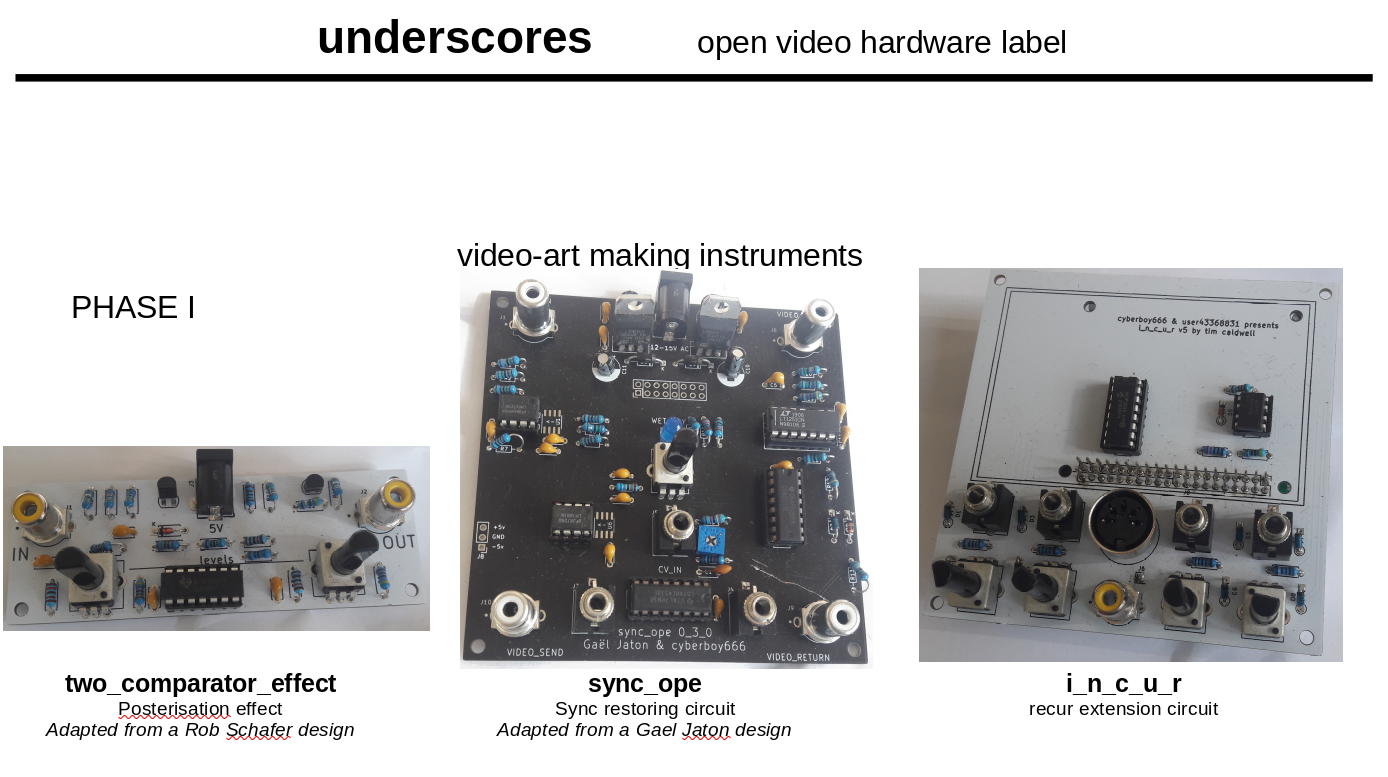 underscores open video hardware label
video-art making instruments
PHASE I
IN
5V
levels
OUT
VIDEO
12-15V AC
WET
+5v
GND
-5v
J8
CV_IN
J10
J9
sync_ope 0_3_0
Gaël Jaton & cyberboy666
VIDEO_SEND
VIDEO_RETURN
cyberboy666 & user43368831 presents
i_n_c_u_r v5 by tim caldwell
two_comparator_effect
Posterisation effect
Adapted from a Rob Schafer design
sync_ope
Sync restoring circuit
Adapted from a Gael Jaton design
i_n_c_u_r
recur extension circuit